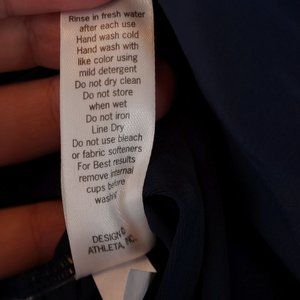 Rinse in fresh water
after each use
Hand wash cold
Hand wash with
like color using
mild detergent
Do not dry clean
Do not store
when wet
Do not iron
Line Dry
Do not use bleach
or fabric softeners
For Best results
remove internal
cups before
DESIGN
ATHLETA, INC.